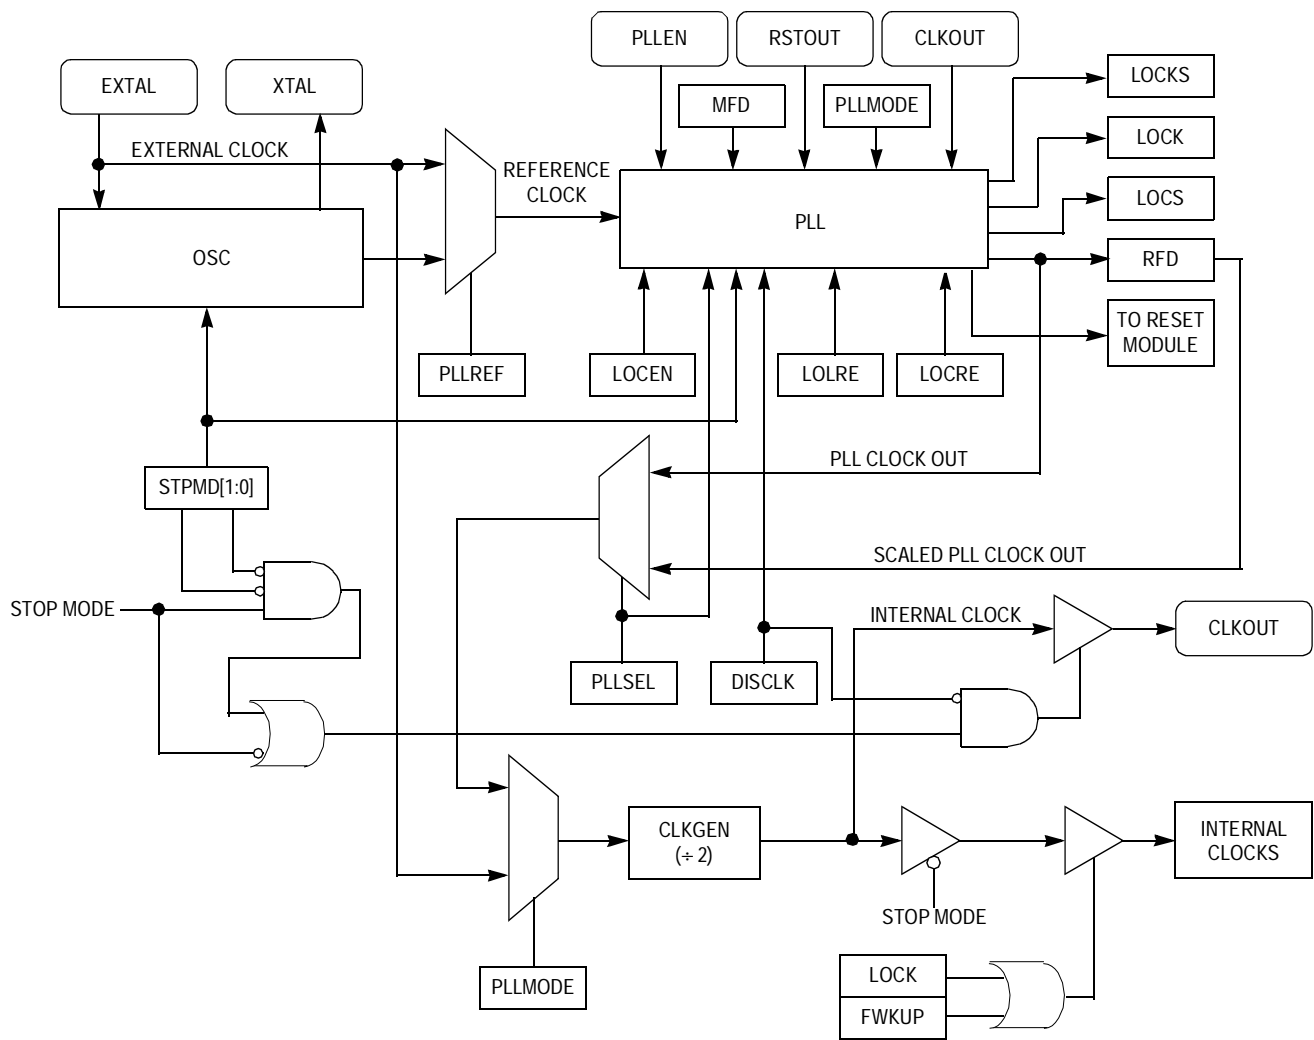 PLLEN
RSTOUT
CLKOUT
EXTAL
XTAL
LOCKS
MFD
PLLMODE
LOCK
EXTERNAL CLOCK
REFERENCE
CLOCK
LOCS
PLL
OSC
RFD
TO RESET
MODULE
PLLREF
LOCEN
LOLRE
LOCRE
PLL CLOCK OUT
STPMD[1:0]
SCALED PLL CLOCK OUT
STOP MODE
INTERNAL CLOCK
CLKOUT
PLLSEL
DISCLK
CLKGEN
(÷ 2)
INTERNAL
CLOCKS
STOP MODE
PLLMODE
LOCK
FWKUP